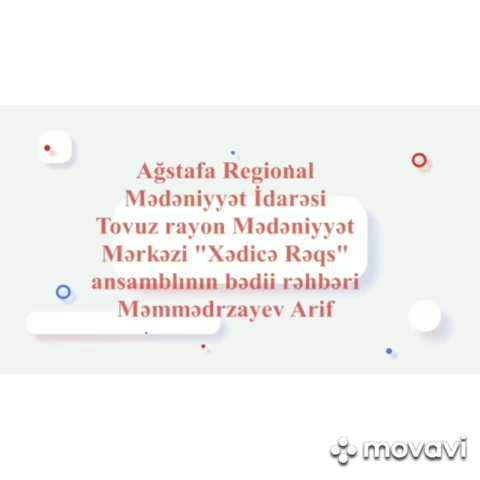 Ağstafa Regional
Mədəniyyət İdarəsi
Tovuz rayon Mədəniyyət
Mərkəzi "Xədicə Rəqs"
ansamblının bədii rəhbəri
Məmmədrzayev Arif
movavi